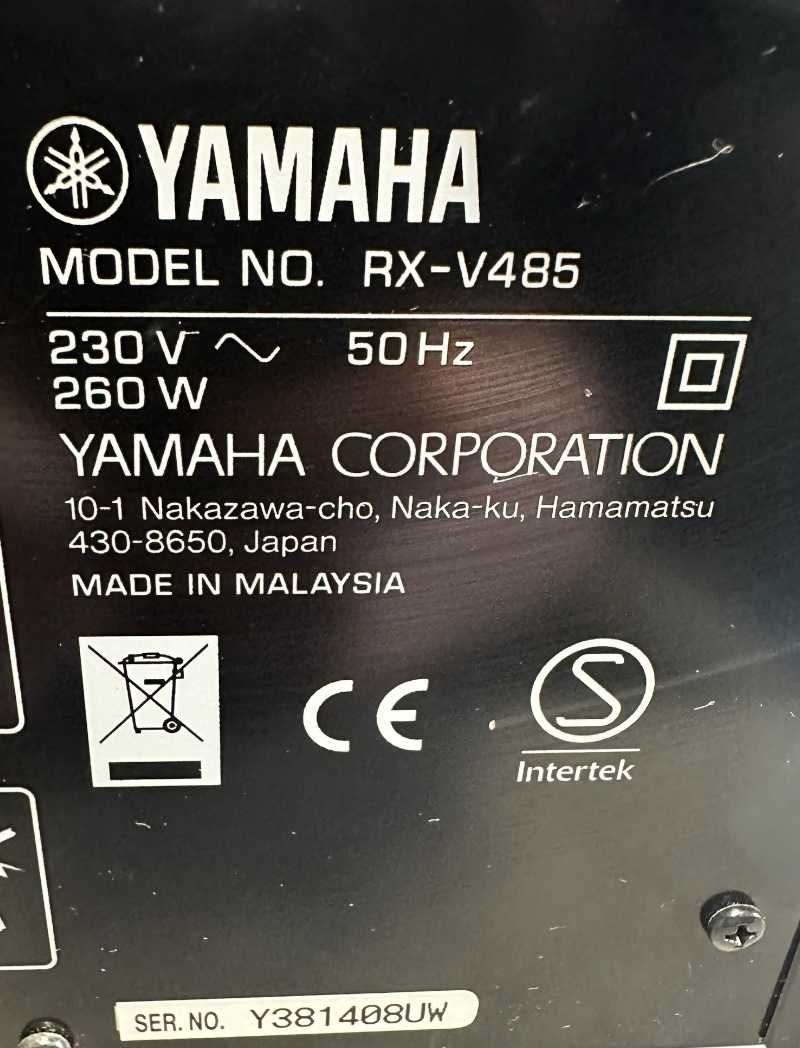 YAMAHA
MODEL NO. RX-V485
230 V ~ 50 Hz
260 W
YAMAHA CORPORATION
10-1 Nakazawa-cho, Naka-ku, Hamamatsu
430-8650, Japan
MADE IN MALAYSIA
CE
S
Intertek
SER. NO. Y381408UW